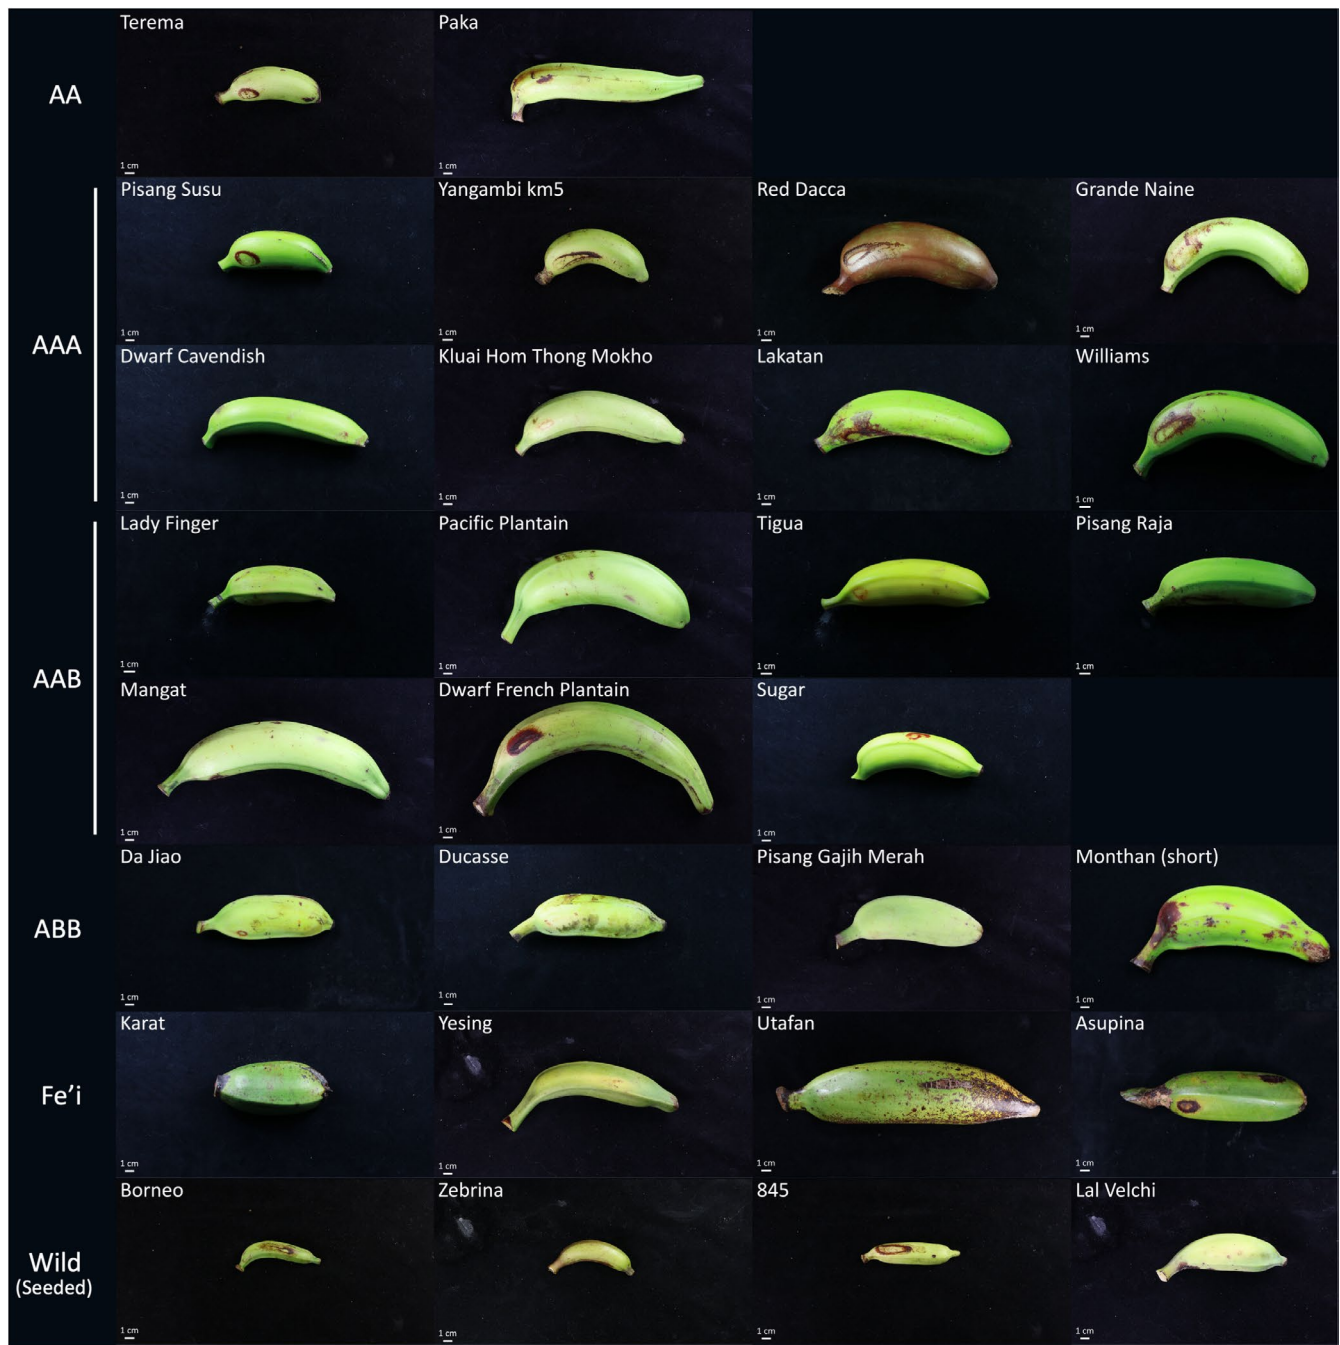 Terema
Paka
AA
1 cm
1 cm
Pisang Susu
Yangambi km5
Red Dacca
Grande Naine
1 cm
1 cm
1 cm
1 cm
AAA
Dwarf Cavendish
Kluai Hom Thong Mokho
Lakatan
Williams
1 cm
1 cm
1 cm
1 cm
Lady Finger
Pacific Plantain
Tigua
Pisang Raja
1 cm
1 cm
1 cm
1 cm
AAB
Mangat
Dwarf French Plantain
Sugar
1 cm
1 cm
1 cm
Da Jiao
Ducasse
Pisang Gajih Merah
Monthan (short)
ABB
1 cm
1 cm
1 cm
1 cm
Karat
Yesing
Utafan
Asupina
Fe’i
1 cm
1 cm
1 cm
1 cm
Borneo
Zebrina
845
Lal Velchi
Wild
(Seeded)
1 cm
1 cm
1 cm
1 cm